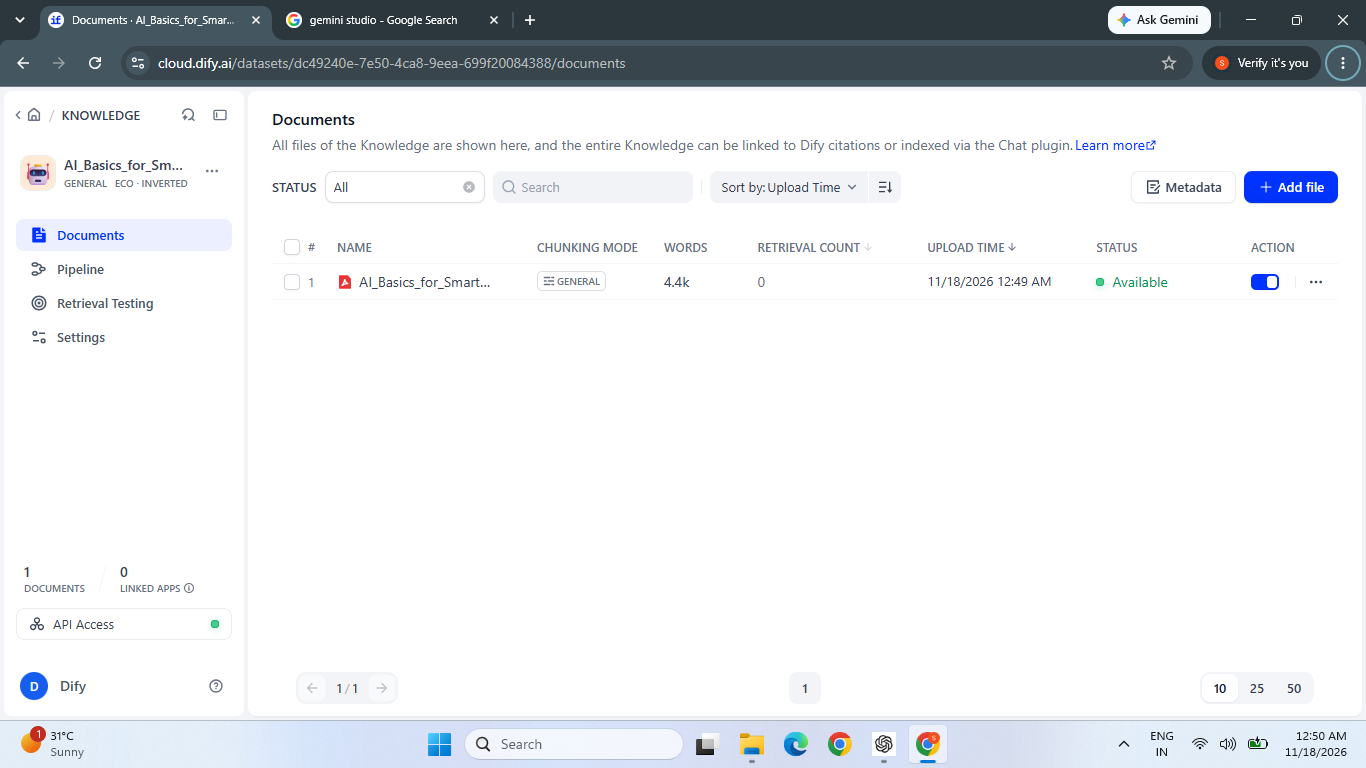 Documents · AI_Basics_for_Smar...
gemini studio - Google Search
Ask Gemini
cloud.dify.ai/datasets/dc49240e-7e50-4ca8-9eea-699f20084388/documents
S
Verify it's you
/ KNOWLEDGE
AI_Basics_for_Sm...
GENERAL ECO · INVERTED
Documents
Pipeline
Retrieval Testing
Settings
1
DOCUMENTS
0
LINKED APPS
API Access
D
Dify
Documents
All files of the Knowledge are shown here, and the entire Knowledge can be linked to Dify citations or indexed via the Chat plugin. Learn more
STATUS
All
Search
Sort by: Upload Time
Metadata
+ Add file
# NAME CHUNKING MODE WORDS RETRIEVAL COUNT UPLOAD TIME STATUS ACTION
1 AI_Basics_for_Smart... GENERAL 4.4k 0 11/18/2026 12:49 AM Available
1 / 1
1
10 25 50
1
31°C
Sunny
Search
ENG
IN
12:50 AM
11/18/2026